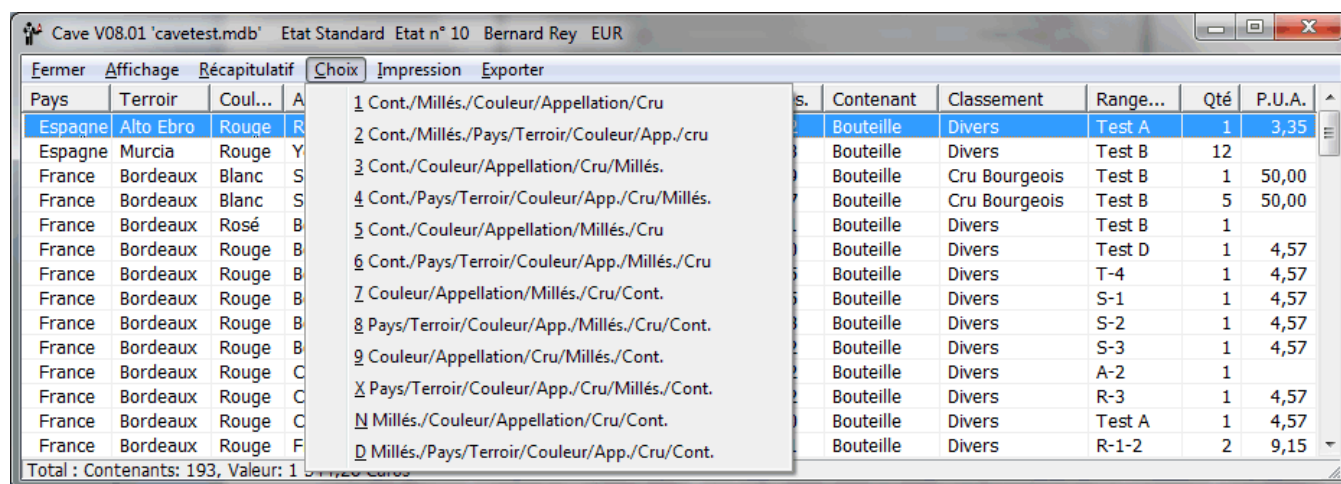 Cave V08.01 'cavetest.mdb' Etat Standard Etat n° 10 Bernard Rey EUR
Fermer Affichage Récapitulatif Choix Impression Exporter
Pays Terroir Coul... A s. Contenant Classement Range... Qté P.U.A.
1 Cont./Millés./Couleur/Appellation/Cru
2 Cont./Millés./Pays/Terroir/Couleur/App./cru
3 Cont./Couleur/Appellation/Cru/Millés.
4 Cont./Pays/Terroir/Couleur/App./Cru/Millés.
5 Cont./Couleur/Appellation/Millés./Cru
6 Cont./Pays/Terroir/Couleur/App./Millés./Cru
7 Couleur/Appellation/Millés./Cru/Cont.
8 Pays/Terroir/Couleur/App./Millés./Cru/Cont.
9 Couleur/Appellation/Cru/Millés./Cont.
X Pays/Terroir/Couleur/App./Cru/Millés./Cont.
N Millés./Couleur/Appellation/Cru/Cont.
D Millés./Pays/Terroir/Couleur/App./Cru/Cont.
Espagne Alto Ebro Rouge R Bouteille Divers Test A 1 3,35
Espagne Murcia Rouge Y Bouteille Divers Test B 12
France Bordeaux Blanc S Bouteille Cru Bourgeois Test B 1 50,00
France Bordeaux Blanc S Bouteille Cru Bourgeois Test B 5 50,00
France Bordeaux Rosé B Bouteille Divers Test B 1
France Bordeaux Rouge B Bouteille Divers Test D 1 4,57
France Bordeaux Rouge B Bouteille Divers T-4 1 4,57
France Bordeaux Rouge B Bouteille Divers S-1 1 4,57
France Bordeaux Rouge B Bouteille Divers S-2 1 4,57
France Bordeaux Rouge B Bouteille Divers S-3 1 4,57
France Bordeaux Rouge C Bouteille Divers A-2 1
France Bordeaux Rouge C Bouteille Divers R-3 1 4,57
France Bordeaux Rouge C Bouteille Divers Test A 1 4,57
France Bordeaux Rouge F Bouteille Divers R-1-2 2 9,15
Total : Contenants: 193, Valeur: 1